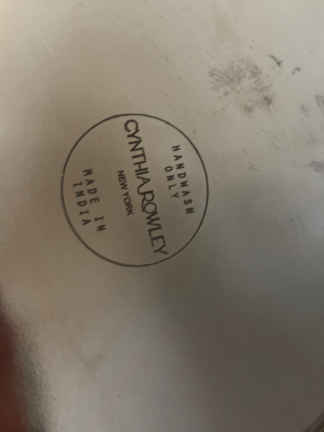 HANDWASH
ONLY
CYNTHIA ROWLEY
NEW YORK
MADE IN
INDIA